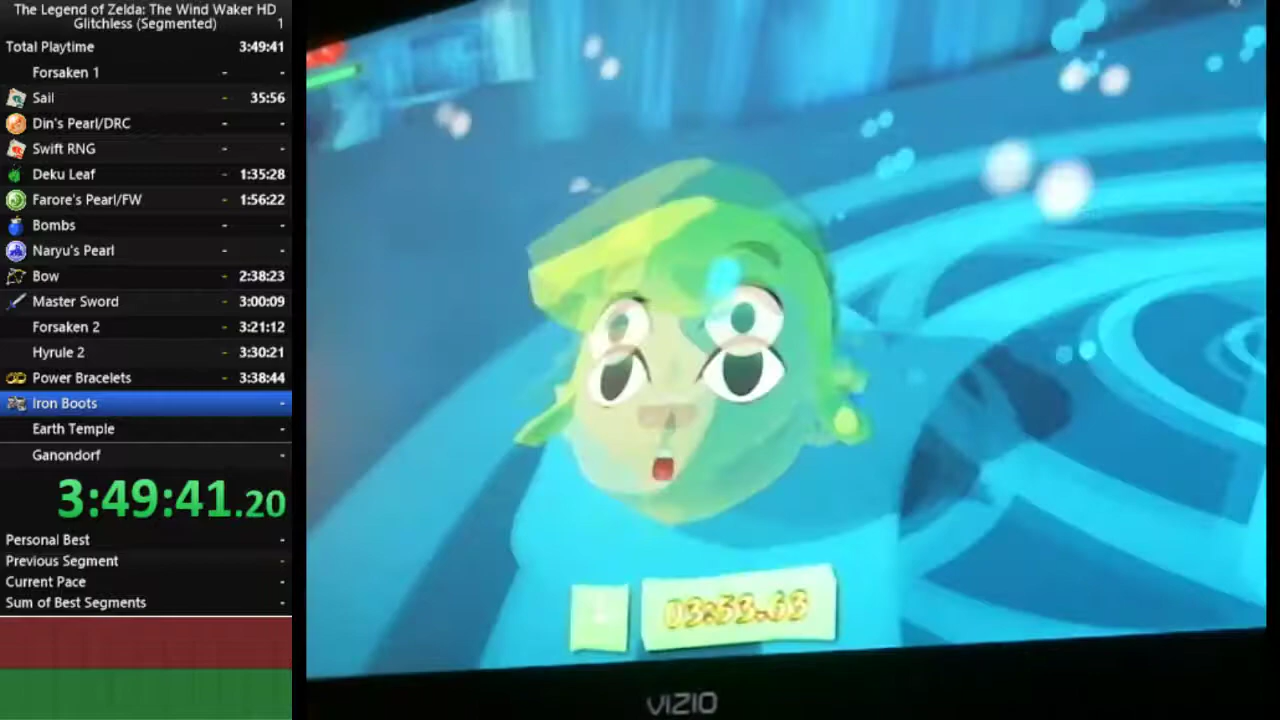 The Legend of Zelda: The Wind Waker HD
Glitchless (Segmented) 1
Total Playtime 3:49:41
Forsaken 1 - -
Sail - 35:56
Din's Pearl/DRC - -
Swift RNG - -
Deku Leaf - 1:35:28
Farore's Pearl/FW - 1:56:22
Bombs - -
Naryu's Pearl - -
Bow - 2:38:23
Master Sword - 3:00:09
Forsaken 2 - 3:21:12
Hyrule 2 - 3:30:21
Power Bracelets - 3:38:44
Iron Boots -
Earth Temple -
Ganondorf -
3:49:41.20
Personal Best -
Previous Segment -
Current Pace -
Sum of Best Segments -
VIZIO